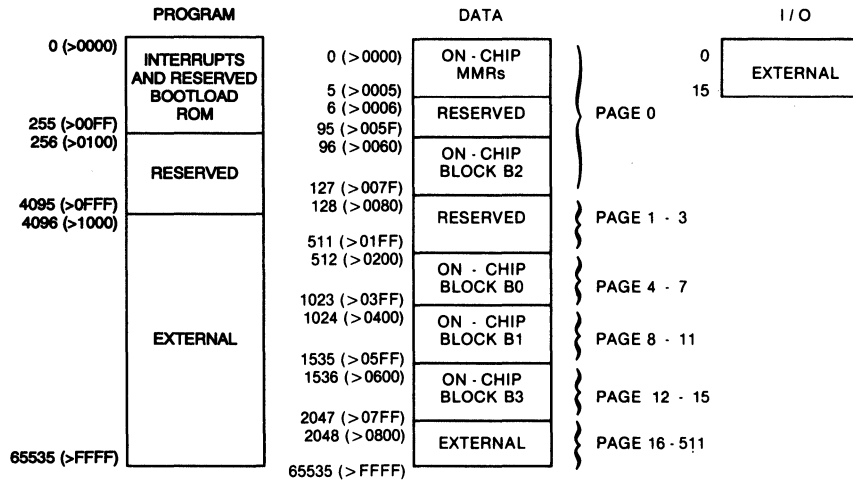 PROGRAM
0 (>0000)
INTERRUPTS
AND RESERVED
BOOTLOAD
ROM
255 (>00FF)
256 (>0100)
RESERVED
4095 (>0FFF)
4096 (>1000)
EXTERNAL
65535 (>FFFF)
DATA
0 (>0000)
ON - CHIP
MMRs
5 (>0005)
6 (>0006)
RESERVED
95 (>005F)
96 (>0060)
ON - CHIP
BLOCK B2
127 (>007F)
128 (>0080)
RESERVED
511 (>01FF)
512 (>0200)
ON - CHIP
BLOCK B0
1023 (>03FF)
1024 (>0400)
ON - CHIP
BLOCK B1
1535 (>05FF)
1536 (>0600)
ON - CHIP
BLOCK B3
2047 (>07FF)
2048 (>0800)
EXTERNAL
65535 (>FFFF)
PAGE 0
PAGE 1 - 3
PAGE 4 - 7
PAGE 8 - 11
PAGE 12 - 15
PAGE 16 - 511
I / O
0
EXTERNAL
15